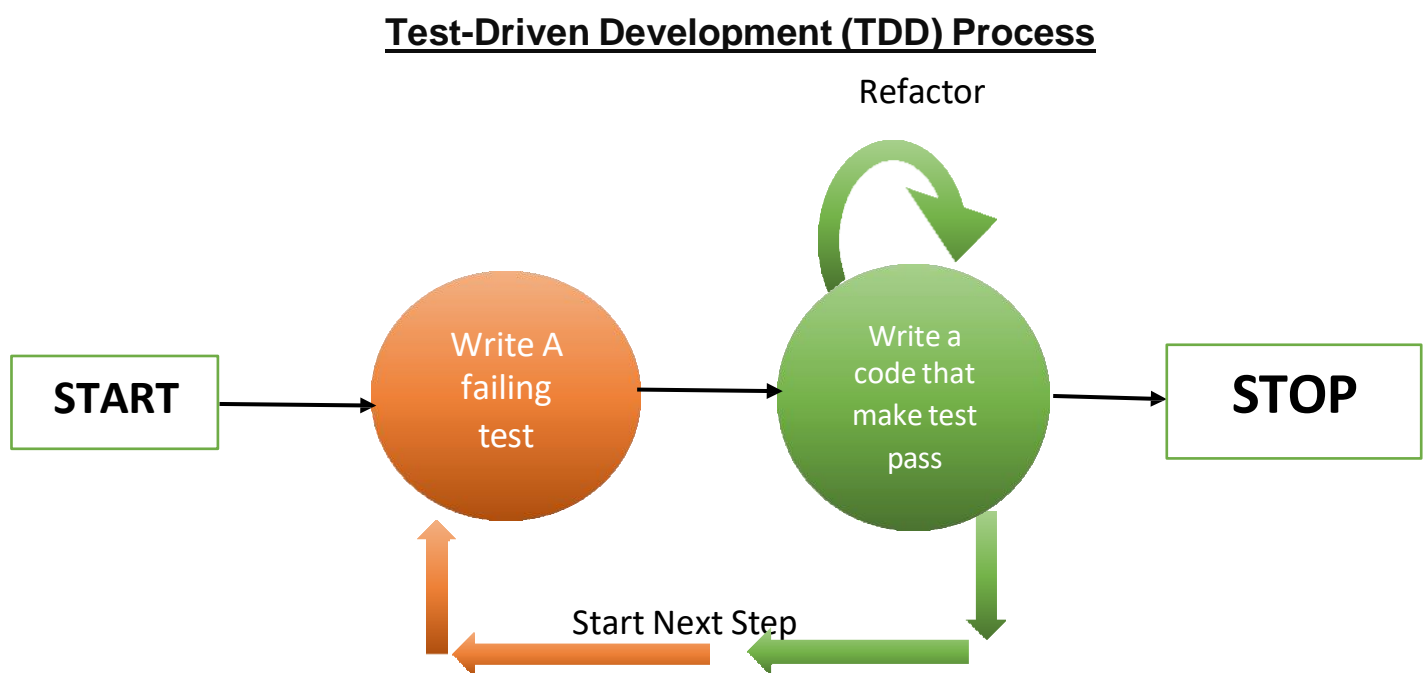 Test-Driven Development (TDD) Process
Refactor
START
Write A
failing
test
Write a
code that
make test
pass
STOP
Start Next Step